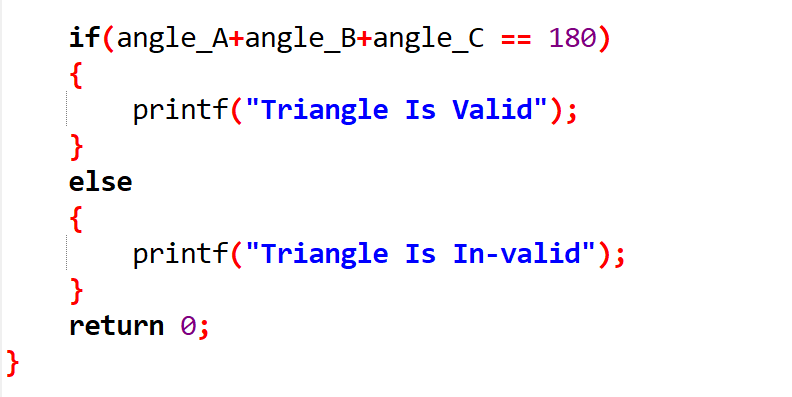 if(angle_A+angle_B+angle_C == 180)
{
printf("Triangle Is Valid");
}
else
{
printf("Triangle Is In-valid");
}
return 0;
}